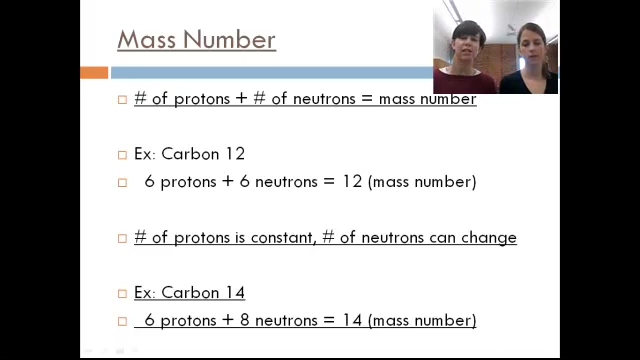 Mass Number
# of protons + # of neutrons = mass number
Ex: Carbon 12
6 protons + 6 neutrons = 12 (mass number)
# of protons is constant, # of neutrons can change
Ex: Carbon 14
6 protons + 8 neutrons = 14 (mass number)